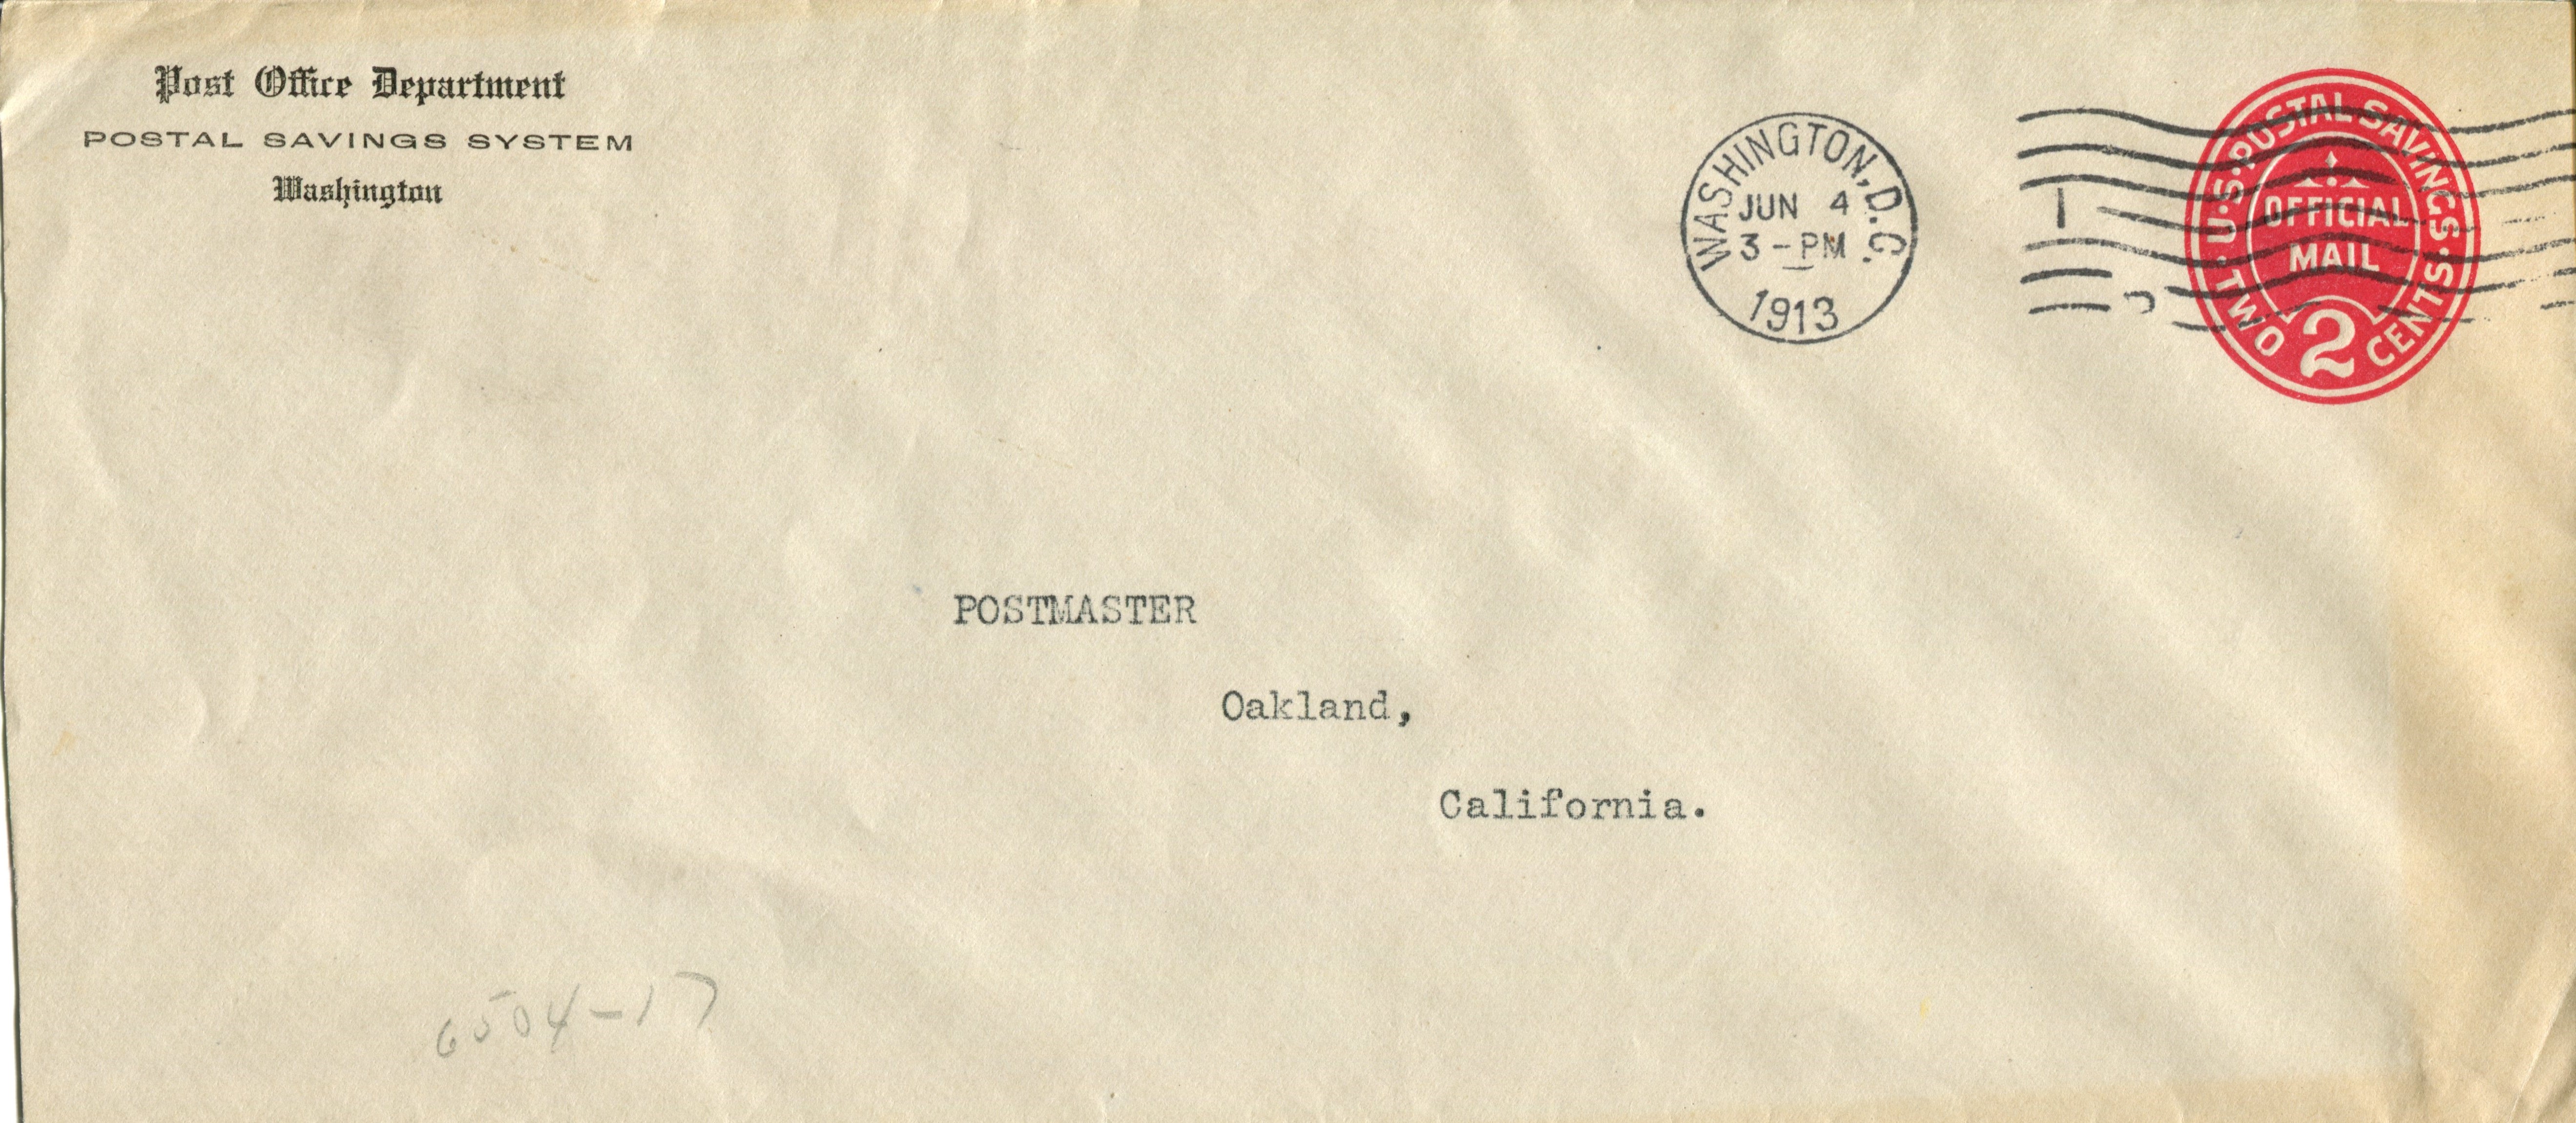 Post Office Department
POSTAL SAVINGS SYSTEM
Washington
WASHINGTON, D.C.
JUN 4
3-PM
1913
1
U.S. POSTAL SAVINGS
OFFICIAL
MAIL
TWO 2 CENTS
POSTMASTER
Oakland,
California.
6504-17